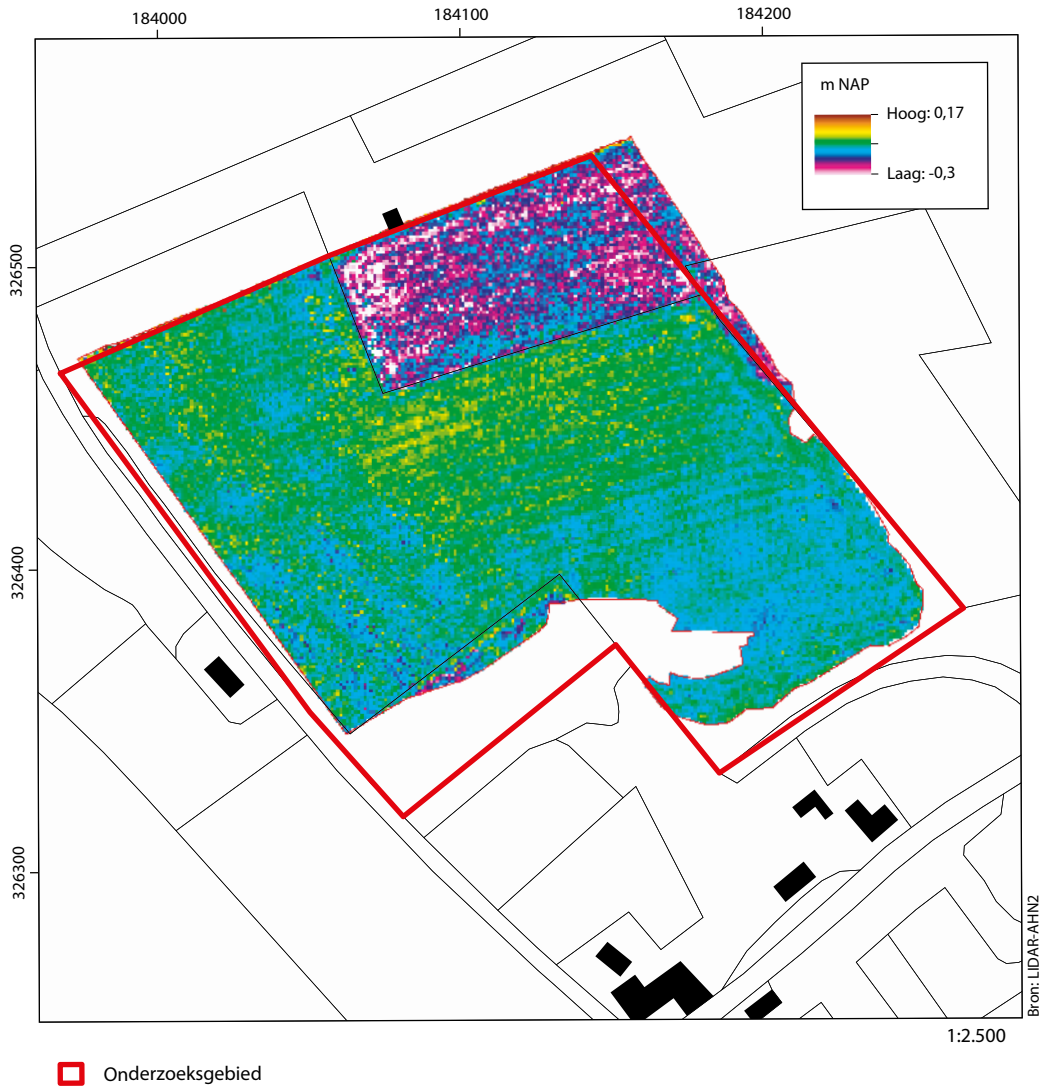 184000
184100
184200
m NAP
Hoog: 0,17
Laag: -0,3
326500
326400
326300
Bron: LIDAR-AHN2
1:2.500
Onderzoeksgebied